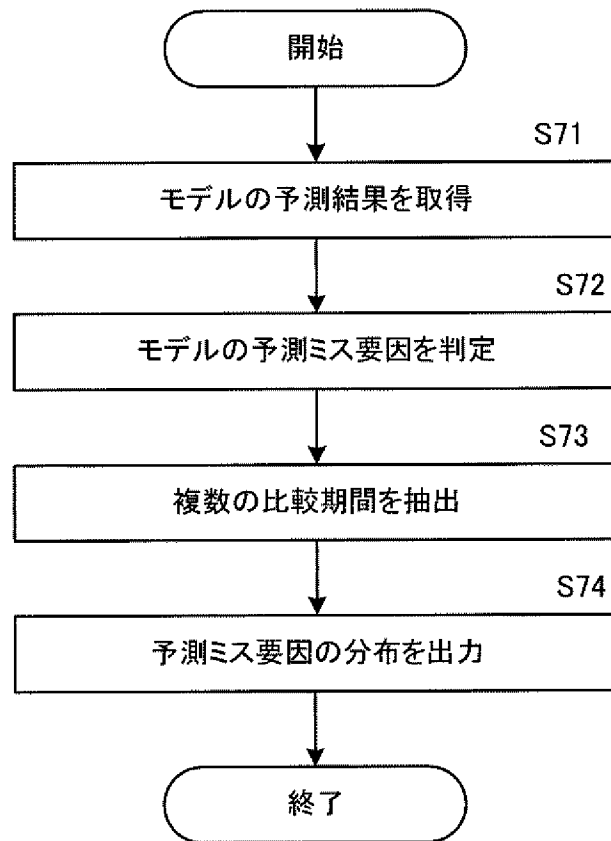 開始
S71
モデルの予測結果を取得
S72
モデルの予測ミス要因を判定
S73
複数の比較期間を抽出
S74
予測ミス要因の分布を出力
終了